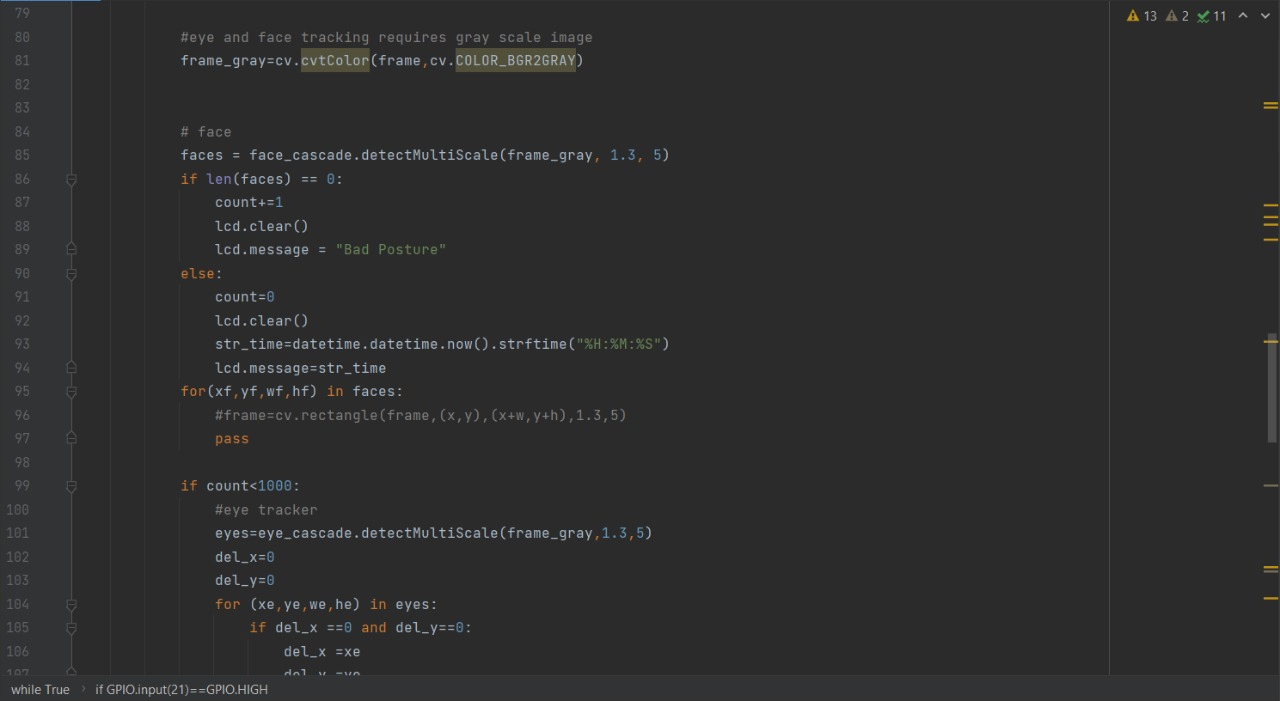 79
13 2 11
80 #eye and face tracking requires gray scale image
81 frame_gray=cv.cvtColor(frame,cv.COLOR_BGR2GRAY)
82
83
84 # face
85 faces = face_cascade.detectMultiScale(frame_gray, 1.3, 5)
86 if len(faces) == 0:
87 count+=1
88 lcd.clear()
89 lcd.message = "Bad Posture"
90 else:
91 count=0
92 lcd.clear()
93 str_time=datetime.datetime.now().strftime("%H:%M:%S")
94 lcd.message=str_time
95 for(xf,yf,wf,hf) in faces:
96 #frame=cv.rectangle(frame,(x,y),(x+w,y+h),1.3,5)
97 pass
98
99 if count<1000:
100 #eye tracker
101 eyes=eye_cascade.detectMultiScale(frame_gray,1.3,5)
102 del_x=0
103 del_y=0
104 for (xe,ye,we,he) in eyes:
105 if del_x ==0 and del_y==0:
106 del_x =xe
107 del_y =ye
while True › if GPIO.input(21)==GPIO.HIGH